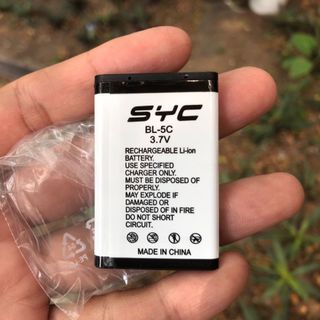 SYC
BL-5C
3.7V
RECHARGEABLE Li-ion
BATTERY.
USE SPECIFIED
CHARGER ONLY.
MUST BE DISPOSED OF
PROPERLY.
MAY EXPLODE IF
DAMAGED OR
DISPOSED OF IN FIRE
DO NOT SHORT
CIRCUIT.
MADE IN CHINA